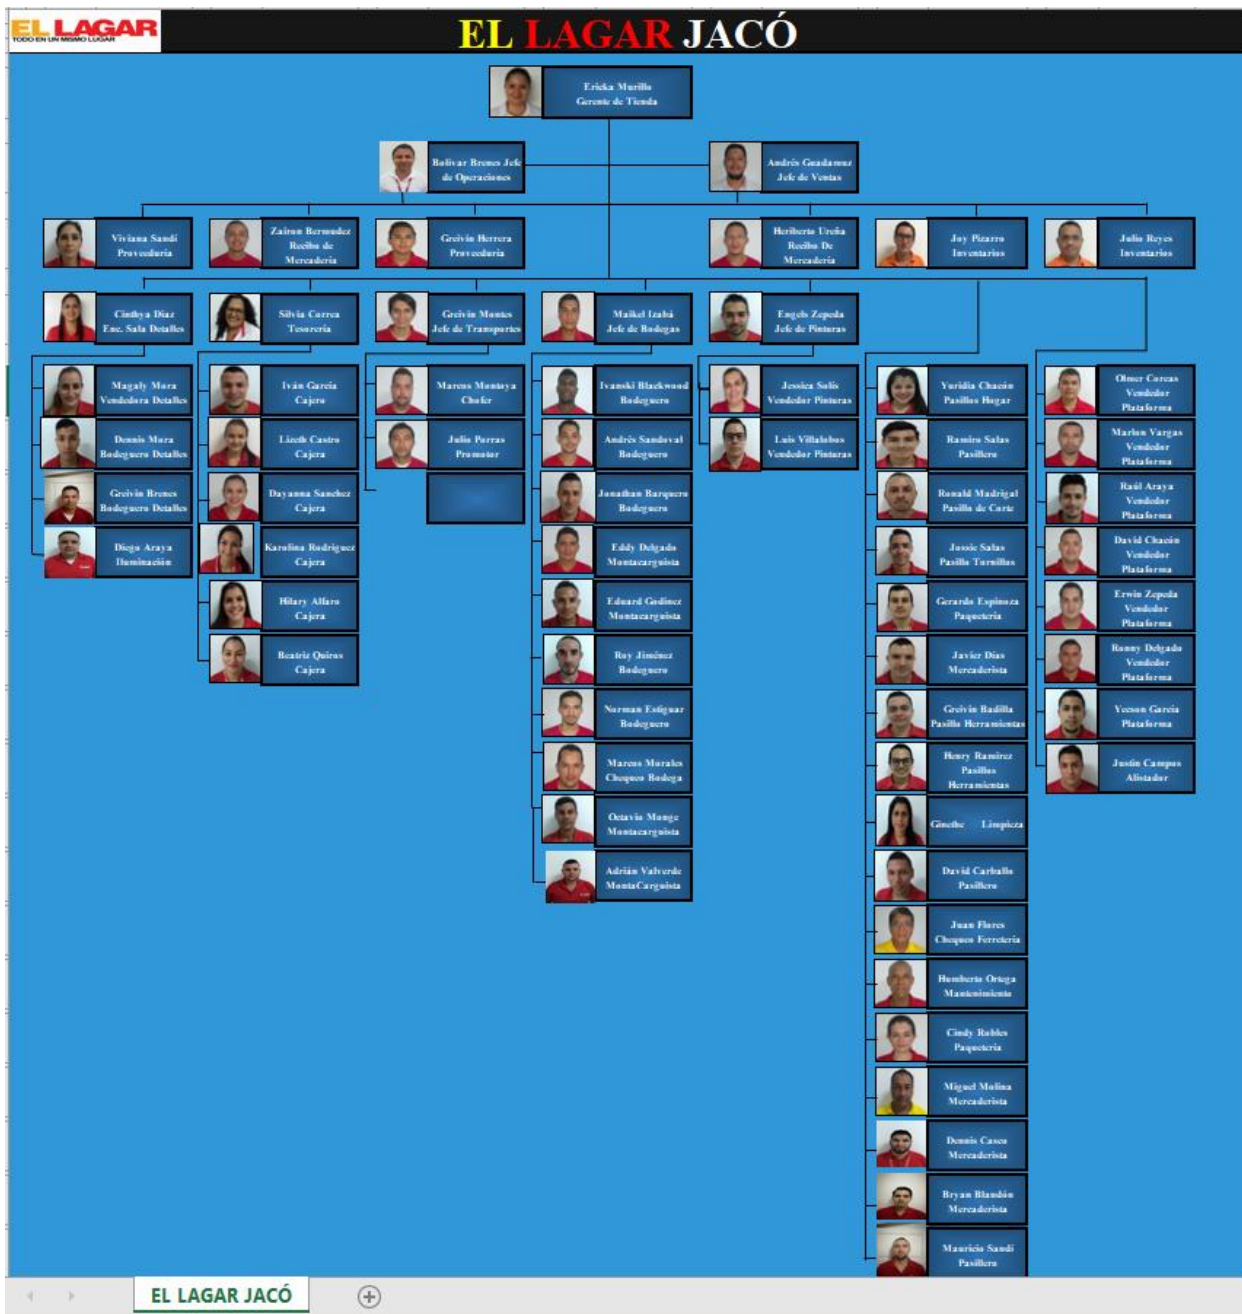 EL LAGAR
TODO EN UN MISMO LUGAR
EL LAGAR JACÓ
Ericka Murillo
Gerente de Tienda
Bolívar Brenes Jefe
de Operaciones
Andrés Guadamuz
Jefe de Ventas
Viviana Sandí
Proveeduría
Zairon Bermudez
Recibo de
Mercadería
Greivin Herrera
Proveeduría
Heriberto Ureña
Recibo De
Mercadería
Joy Pizarro
Inventarios
Julio Reyes
Inventarios
Cinthya Díaz
Enc. Sala Detalles
Silvia Correa
Tesorería
Greivin Montes
Jefe de Transportes
Maikel Izabá
Jefe de Bodegas
Engels Zepeda
Jefe de Pinturas
Magaly Mora
Vendedora Detalles
Dennis Mora
Bodeguero Detalles
Greivin Brenes
Bodeguero Detalles
Diego Araya
Iluminación
Iván García
Cajero
Lizeth Castro
Cajera
Dayanna Sanchez
Cajera
Karolina Rodríguez
Cajera
Hilary Alfaro
Cajera
Beatriz Quiros
Cajera
Marcos Montoya
Chofer
Julio Porras
Promotor
Ivanski Blackwood
Bodeguero
Andrés Sandoval
Bodeguero
Jonathan Barquero
Bodeguero
Eddy Delgado
Montacarguista
Eduard Godínez
Montacarguista
Roy Jiménez
Bodeguero
Norman Estiguar
Bodeguero
Marcos Morales
Chequeo Bodega
Octavio Monge
Montacarguista
Adrián Valverde
MontaCarguista
Jessica Solís
Vendedor Pinturas
Luis Villalobos
Vendedor Pinturas
Yuridia Chacón
Pasillos Hogar
Ramiro Salas
Pasillero
Ronald Madrigal
Pasillo de Corte
Jossie Salas
Pasillo Tornillos
Gerardo Espinoza
Paquetería
Javier Días
Mercaderista
Greivin Badilla
Pasillo Herramientas
Henry Ramírez
Pasillos
Herramientas
Ginethe Limpieza
David Carballo
Pasillero
Juan Flores
Chequeo Ferretería
Humberto Ortega
Mantenimiento
Cindy Robles
Paquetería
Miguel Molina
Mercaderista
Dennis Casco
Mercaderista
Bryan Blandón
Mercaderista
Mauricio Sandí
Pasillero
Olmer Corcas
Vendedor
Plataforma
Marlon Vargas
Vendedor
Plataforma
Raúl Araya
Vendedor
Plataforma
David Chacón
Vendedor
Plataforma
Erwin Zepeda
Vendedor
Plataforma
Ronny Delgado
Vendedor
Plataforma
Yecson García
Plataforma
Justin Campos
Alistador
EL LAGAR JACÓ